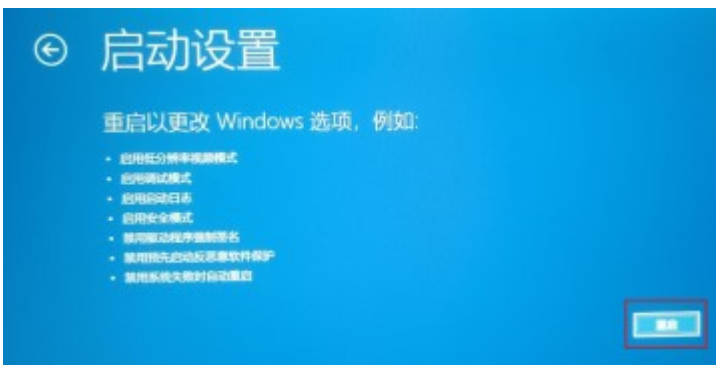 启动设置
重启以更改 Windows 选项，例如:
• 启用低分辨率视频模式
• 启用调试模式
• 启用启动日志
• 启用安全模式
• 禁用驱动程序强制签名
• 禁用预先启动反恶意软件保护
• 禁用系统失败时自动重启
重启